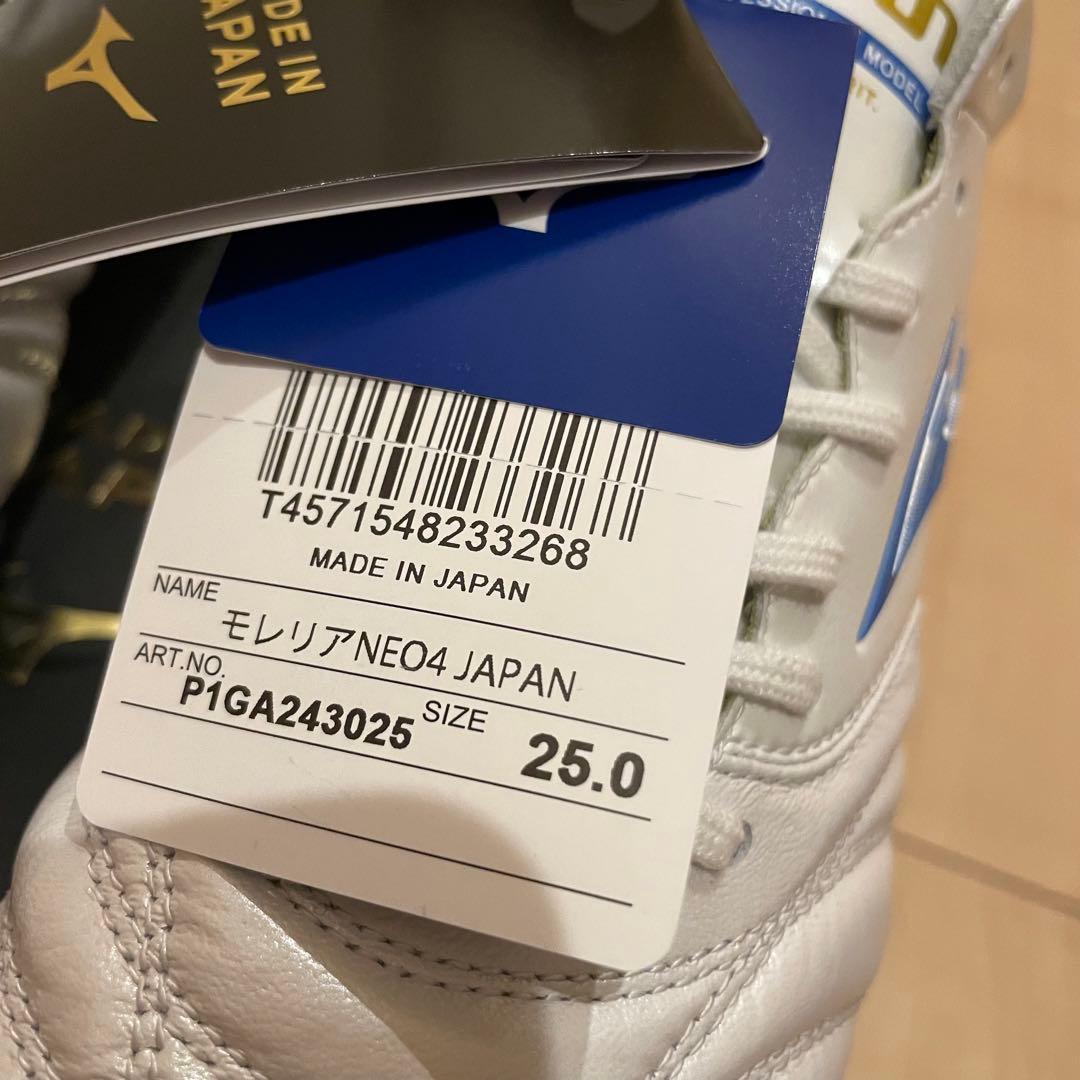 DE IN
APAN
MODEL
IT.
T4571548233268
MADE IN JAPAN
NAME
モレリアNEO4 JAPAN
ART.NO.
P1GA243025
SIZE
25.0